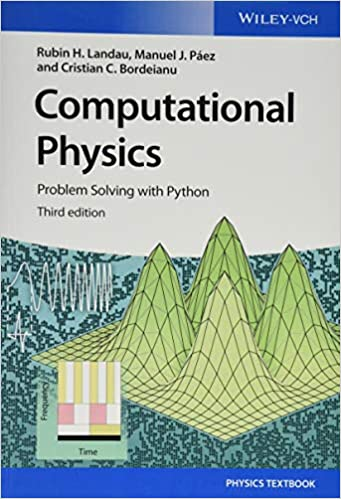 WILEY-VCH
Rubin H. Landau, Manuel J. Páez
and Cristian C. Bordeianu
Computational
Physics
Problem Solving with Python
Third edition
Frequency
Time
PHYSICS TEXTBOOK